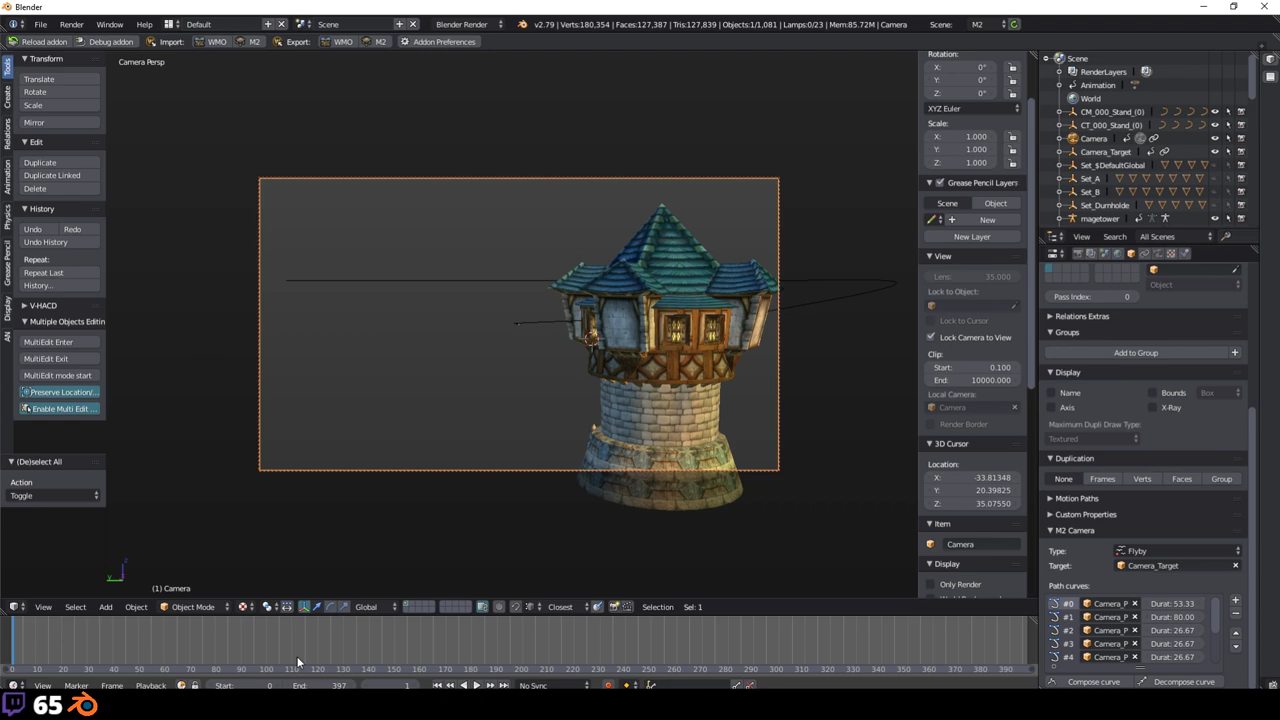 Blender
File Render Window Help Default Scene Blender Render v2.79 | Verts:180,354 | Faces:127,387 | Tris:127,839 | Objects:1/1,081 | Lamps:0/23 | Mem:85.72M | Camera Scene: M2
Reload addon Debug addon Import: WMO M2 Export: WMO M2 Addon Preferences
Tools
Create
Relations
Animation
Physics
Grease Pencil
Display
AN
Transform
Translate
Rotate
Scale
Mirror
Edit
Duplicate
Duplicate Linked
Delete
History
Undo Redo
Undo History
Repeat:
Repeat Last
History...
V-HACD
Multiple Objects Editin
MultiEdit Enter
MultiEdit Exit
MultiEdit mode start
Preserve Location/...
Enable Multi Edit ...
(De)select All
Action
Toggle
Camera Persp
(1) Camera
Rotation:
X: 0°
Y: 0°
Z: 0°
XYZ Euler
Scale:
X: 1.000
Y: 1.000
Z: 1.000
Grease Pencil Layers
Scene Object
New
New Layer
View
Lens: 35.000
Lock to Object:
Lock to Cursor
Lock Camera to View
Clip:
Start: 0.100
End: 10000.000
Local Camera:
Camera
Render Border
3D Cursor
Location:
X: -33.81348
Y: 20.39825
Z: 35.07550
Item
Camera
Display
Only Render
Scene
RenderLayers
Animation
World
CM_000_Stand_(0)
CT_000_Stand_(0)
Camera
Camera_Target
Set_$DefaultGlobal
Set_A
Set_B
Set_Durnholde
magetower
View Search All Scenes
Object
Pass Index: 0
Relations Extras
Groups
Add to Group
Display
Name Bounds Box
Axis X-Ray
Maximum Dupli Draw Type:
Textured
Duplication
None Frames Verts Faces Group
Motion Paths
Custom Properties
M2 Camera
Type: Flyby
Target: Camera_Target
Path curves:
#0 Camera_P Durat: 53.33
#1 Camera_P Durat: 80.00
#2 Camera_P Durat: 26.67
#3 Camera_P Durat: 26.67
#4 Camera_P Durat: 26.67
Compose curve Decompose curve
View Select Add Object Object Mode Global Closest Selection Sel: 1
0 10 20 30 40 50 60 70 80 90 100 110 120 130 140 150 160 170 180 190 200 210 220 230 240 250 260 270 280 290 300 310 320 330 340 350 360 370 380 390
View Marker Frame Playback Start: 0 End: 397 1 No Sync
65